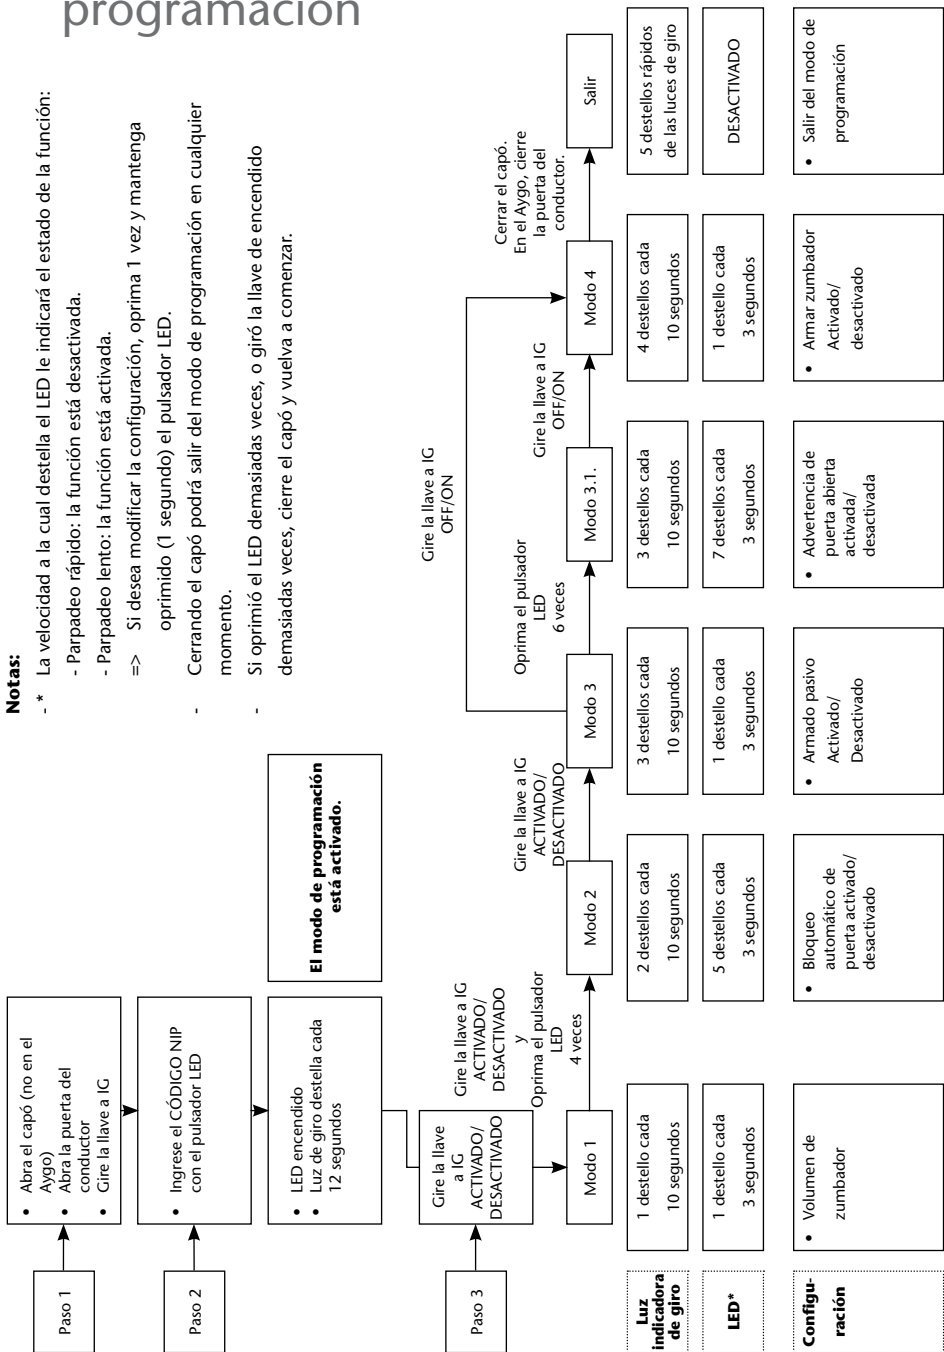 programación
Notas:
- * La velocidad a la cual destella el LED le indicará el estado de la función:
- Parpadeo rápido: la función está desactivada.
- Parpadeo lento: la función está activada.
=> Si desea modificar la configuración, oprima 1 vez y mantenga
oprimido (1 segundo) el pulsador LED.
- Cerrando el capó podrá salir del modo de programación en cualquier
momento.
- Si oprimió el LED demasiadas veces, o giró la llave de encendido
demasiadas veces, cierre el capó y vuelva a comenzar.
Paso 1
• Abra el capó (no en el
Aygo)
• Abra la puerta del
conductor
• Gire la llave a IG
Paso 2
• Ingrese el CÓDIGO NIP
con el pulsador LED
• LED encendido
• Luz de giro destella cada
12 segundos
El modo de programación
está activado.
Paso 3
Gire la llave
a IG
ACTIVADO/
DESACTIVADO
Modo 1
Gire la llave a IG
ACTIVADO/
DESACTIVADO
y
Oprima el pulsador
LED
4 veces
Modo 2
Gire la llave a IG
ACTIVADO/
DESACTIVADO
Modo 3
Oprima el pulsador
LED
6 veces
Modo 3.1.
Gire la llave a IG
OFF/ON
Gire la llave a IG
OFF/ON
Modo 4
Cerrar el capó.
En el Aygo, cierre
la puerta del
conductor.
Salir
Luz
indicadora
de giro
1 destello cada
10 segundos
2 destellos cada
10 segundos
3 destellos cada
10 segundos
3 destellos cada
10 segundos
4 destellos cada
10 segundos
5 destellos rápidos
de las luces de giro
LED*
1 destello cada
3 segundos
5 destellos cada
3 segundos
1 destello cada
3 segundos
7 destellos cada
3 segundos
1 destello cada
3 segundos
DESACTIVADO
Configu-
ración
• Volumen de
zumbador
• Bloqueo
automático de
puerta activado/
desactivado
• Armado pasivo
Activado/
Desactivado
• Advertencia de
puerta abierta
activada/
desactivada
• Armar zumbador
Activado/
desactivado
• Salir del modo de
programación